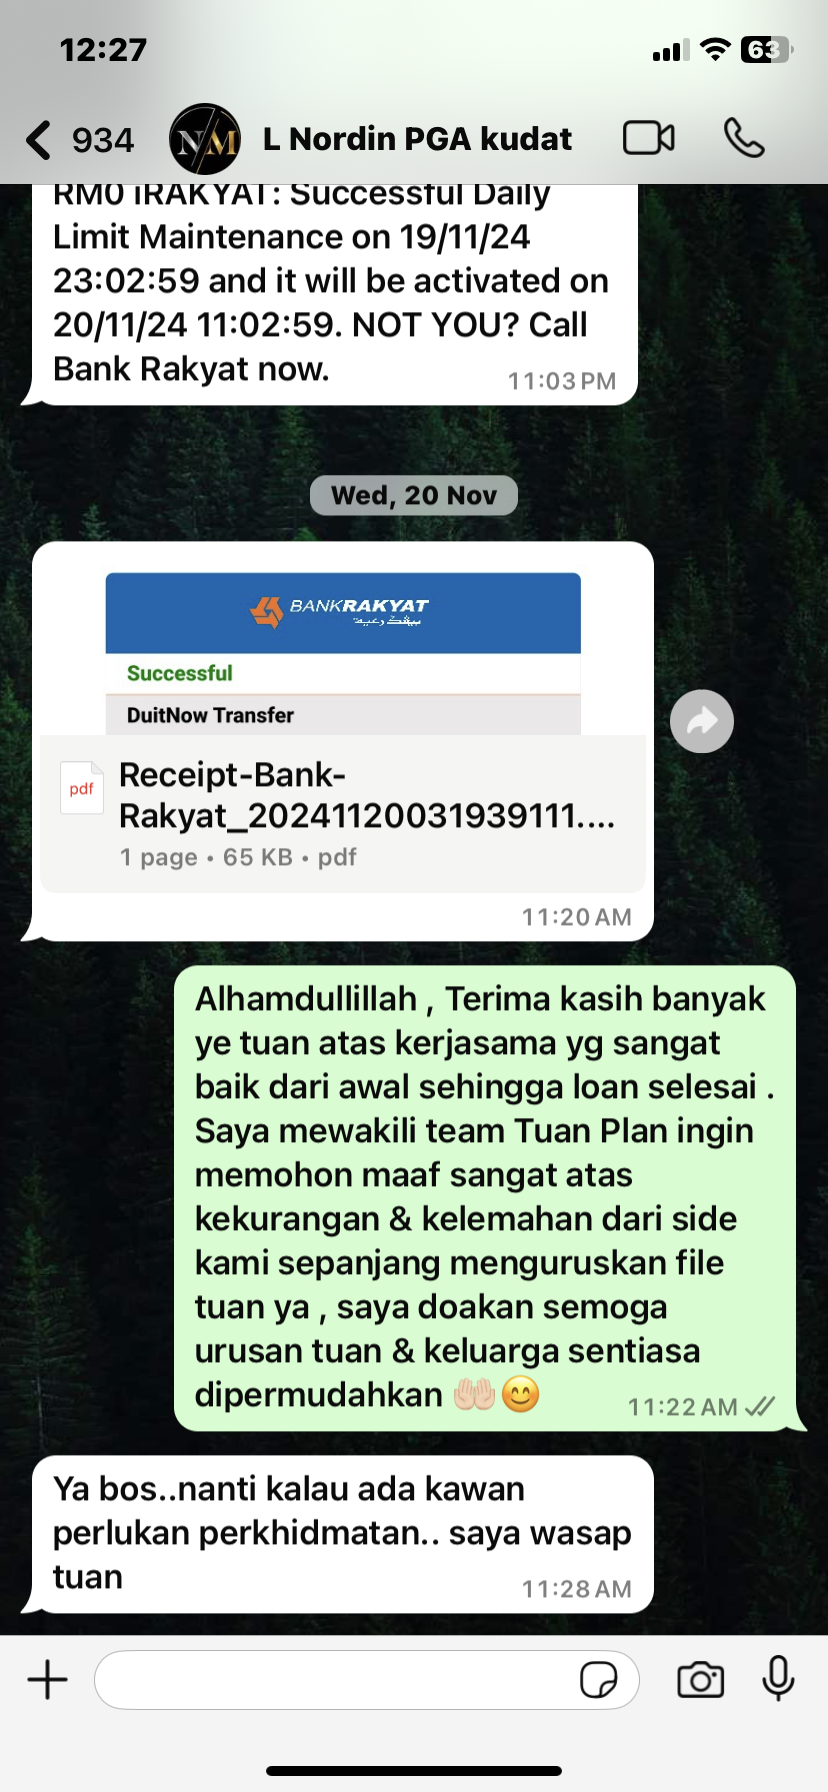 12:27
63
934
NM
L Nordin PGA kudat
RM0 iRAKYAT: Successful Daily
Limit Maintenance on 19/11/24
23:02:59 and it will be activated on
20/11/24 11:02:59. NOT YOU? Call
Bank Rakyat now.
11:03 PM
Wed, 20 Nov
BANKRAKYAT
Successful
DuitNow Transfer
pdf
Receipt-Bank-
Rakyat_20241120031939111....
1 page • 65 KB • pdf
11:20 AM
Alhamdullillah , Terima kasih banyak
ye tuan atas kerjasama yg sangat
baik dari awal sehingga loan selesai .
Saya mewakili team Tuan Plan ingin
memohon maaf sangat atas
kekurangan & kelemahan dari side
kami sepanjang menguruskan file
tuan ya , saya doakan semoga
urusan tuan & keluarga sentiasa
dipermudahkan 🤲🏻😊
11:22 AM
Ya bos..nanti kalau ada kawan
perlukan perkhidmatan.. saya wasap
tuan
11:28 AM